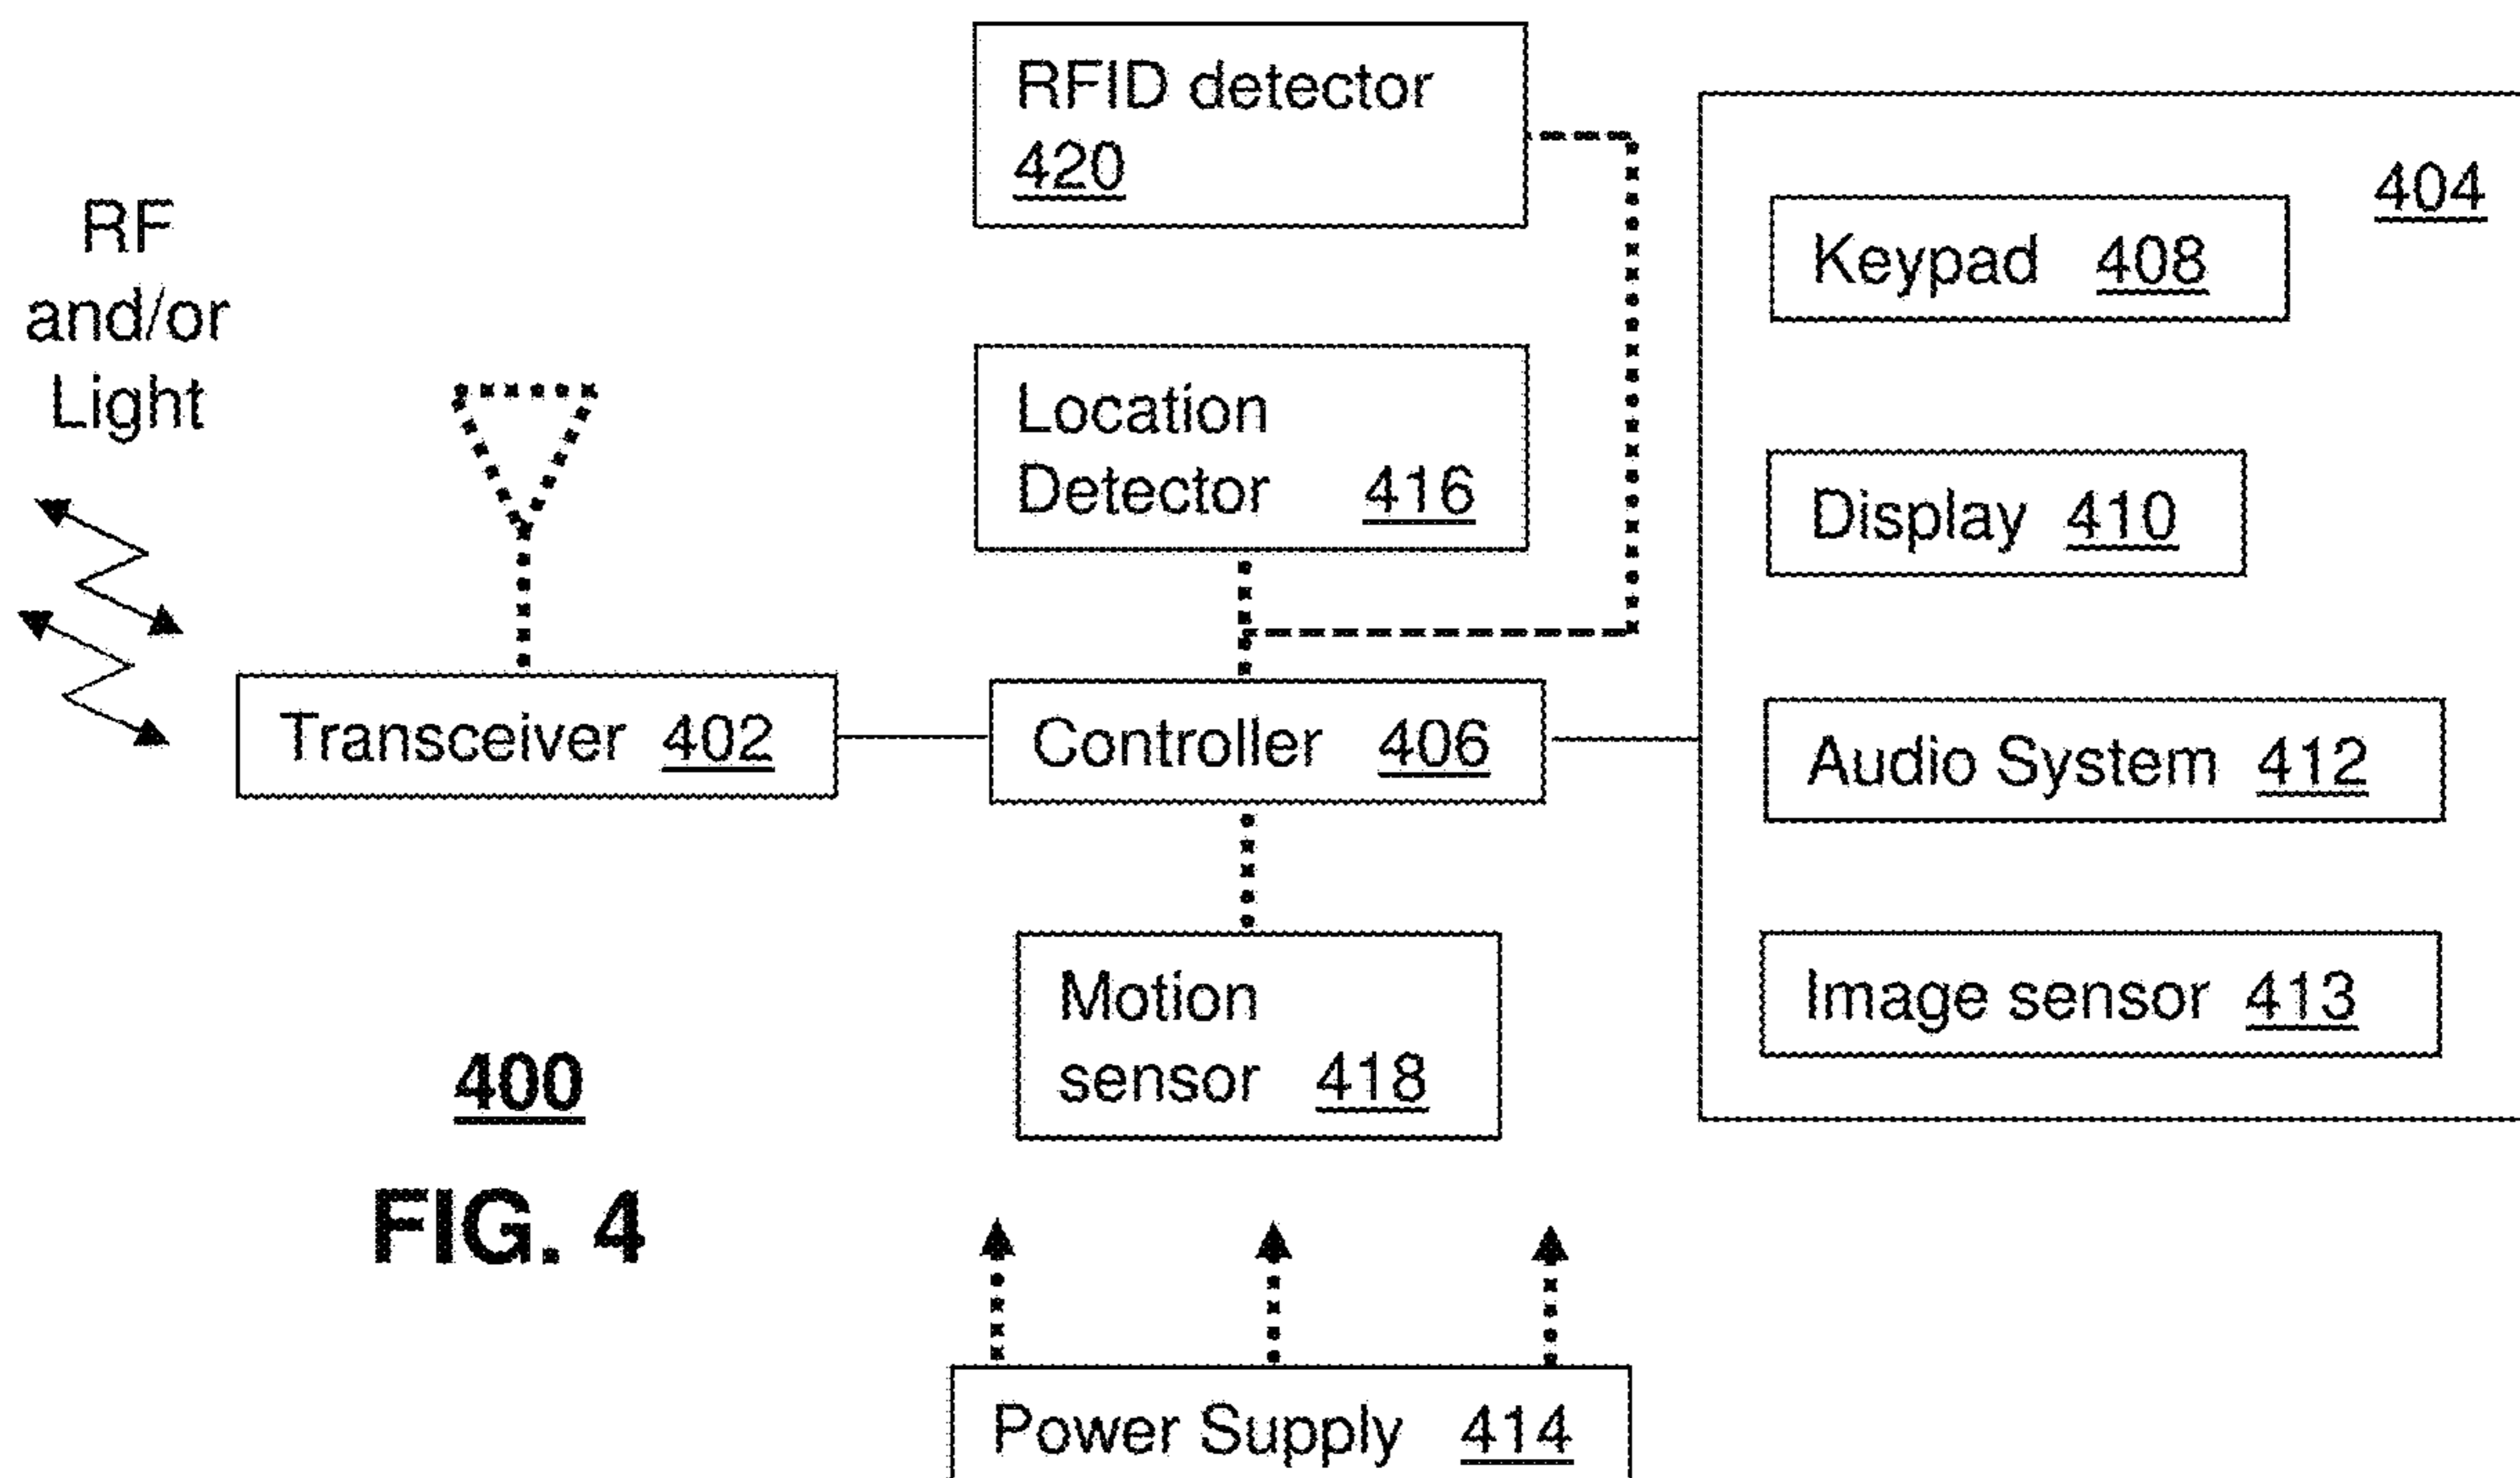 RFID detector
420
RF
and/or
Light
Location
Detector 416
Transceiver 402
Controller 406
Motion
sensor 418
404
Keypad 408
Display 410
Audio System 412
Image sensor 413
400
FIG. 4
Power Supply 414